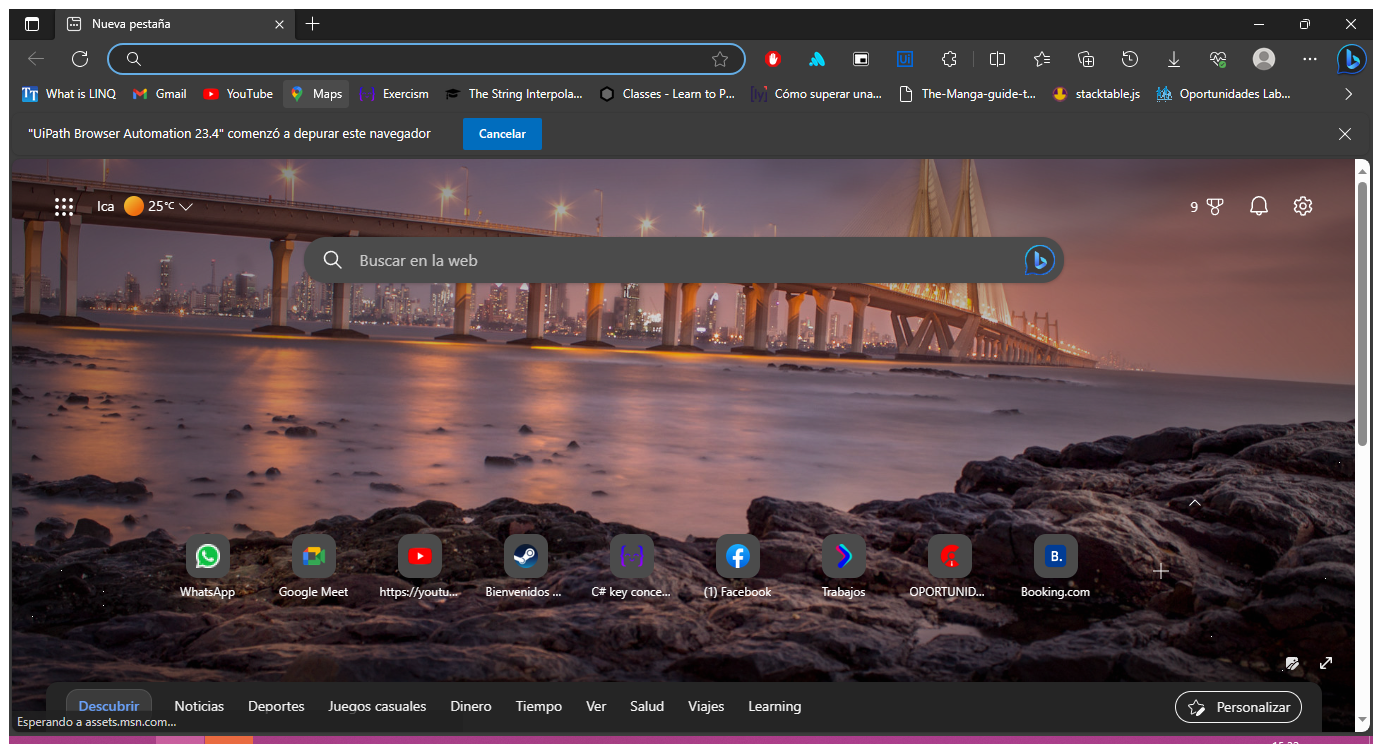 Nueva pestaña
What is LINQ Gmail YouTube Maps Exercism The String Interpola... Classes - Learn to P... Cómo superar una... The-Manga-guide-t... stacktable.js Oportunidades Lab...
"UiPath Browser Automation 23.4" comenzó a depurar este navegador Cancelar
Ica 25°C 9
Buscar en la web
WhatsApp Google Meet https://youtu... Bienvenidos ... C# key conce... (1) Facebook Trabajos OPORTUNID... Booking.com
Descubrir Noticias Deportes Juegos casuales Dinero Tiempo Ver Salud Viajes Learning Personalizar
Esperando a assets.msn.com...